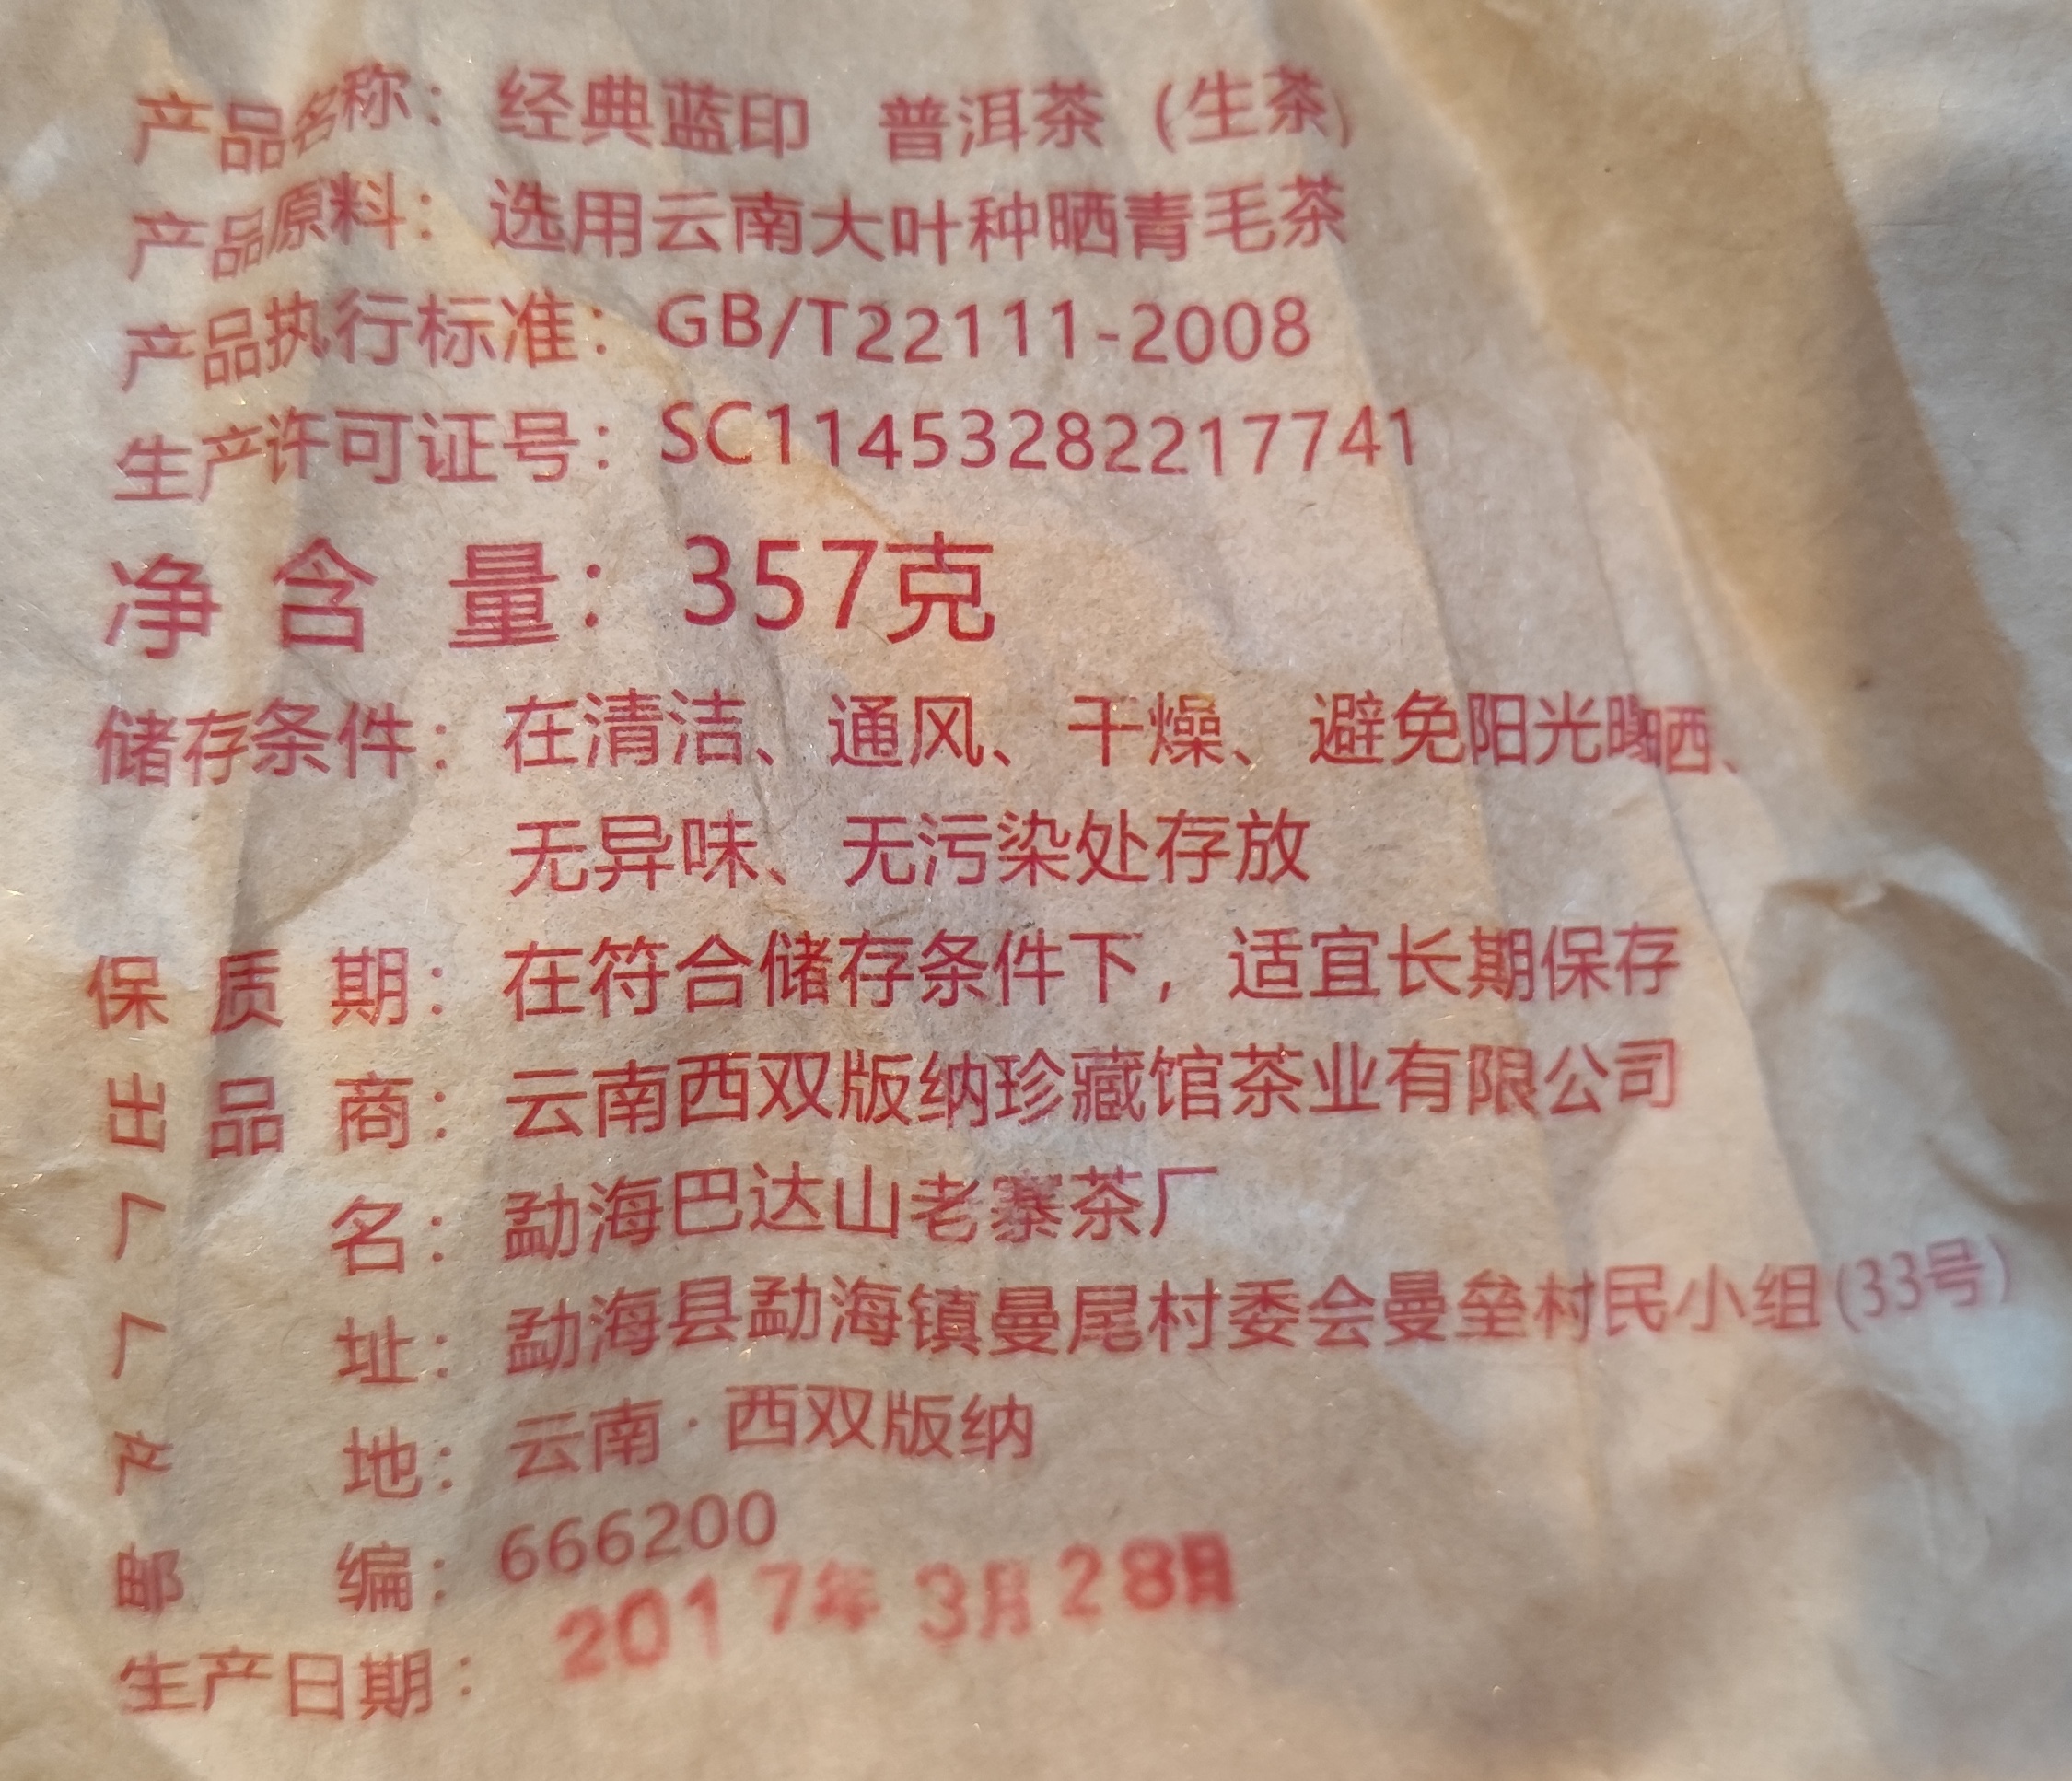 产品名称：经典蓝印 普洱茶（生茶）
产品原料：选用云南大叶种晒青毛茶
产品执行标准：GB/T22111-2008
生产许可证号：SC11453282217741
净含量：357克
储存条件：在清洁、通风、干燥、避免阳光曝晒、
无异味、无污染处存放
保质期：在符合储存条件下，适宜长期保存
出品商：云南西双版纳珍藏馆茶业有限公司
厂名：勐海巴达山老寨茶厂
厂址：勐海县勐海镇曼尾村委会曼垒村民小组(33号)
产地：云南·西双版纳
邮编：666200
生产日期：2017年3月28日